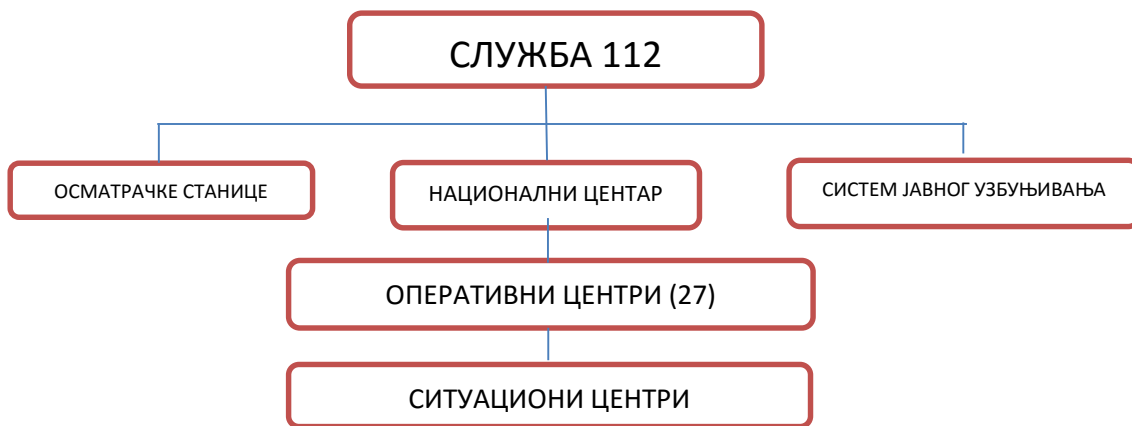 СЛУЖБА 112
ОСМАТРАЧКЕ СТАНИЦЕ
НАЦИОНАЛНИ ЦЕНТАР
СИСТЕМ ЈАВНОГ УЗБУЊИВАЊА
ОПЕРАТИВНИ ЦЕНТРИ (27)
СИТУАЦИОНИ ЦЕНТРИ